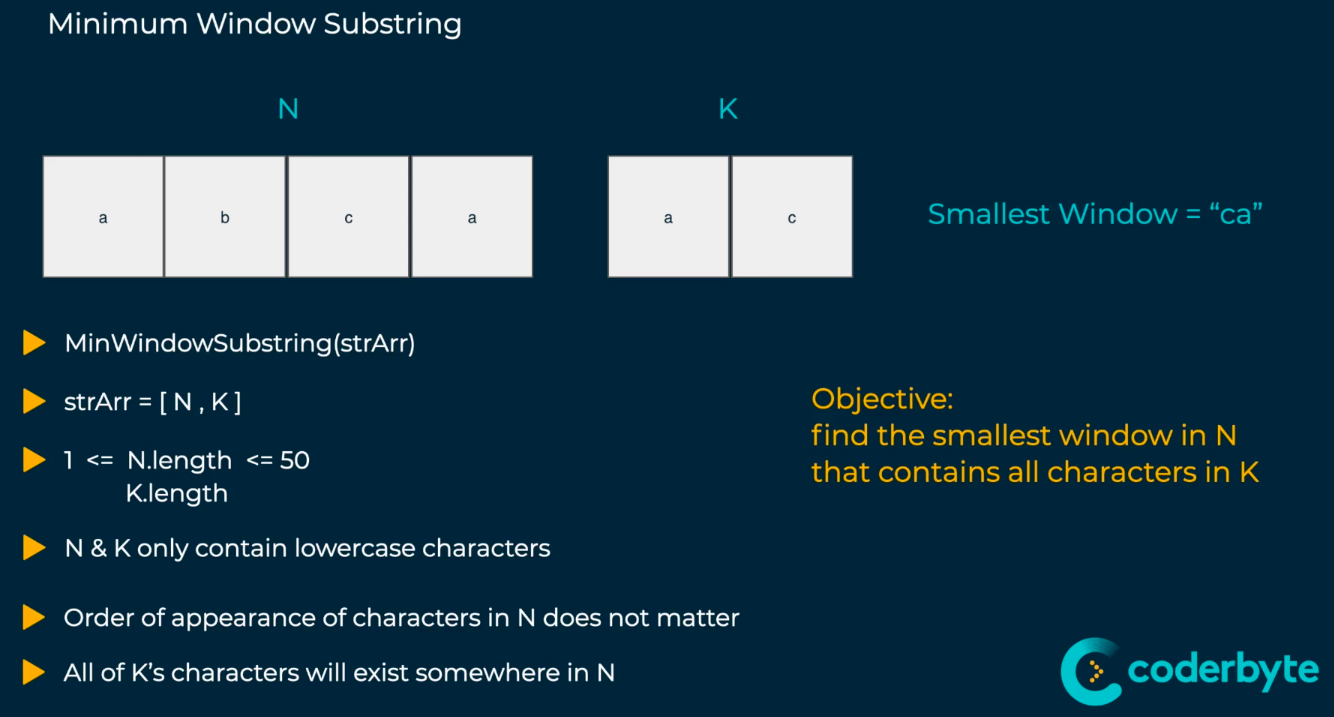 Minimum Window Substring
N
K
a
b
c
a
a
c
Smallest Window = “ca”
MinWindowSubstring(strArr)
strArr = [ N , K ]
1 <= N.length <= 50
K.length
N & K only contain lowercase characters
Order of appearance of characters in N does not matter
All of K’s characters will exist somewhere in N
Objective:
find the smallest window in N
that contains all characters in K
coderbyte